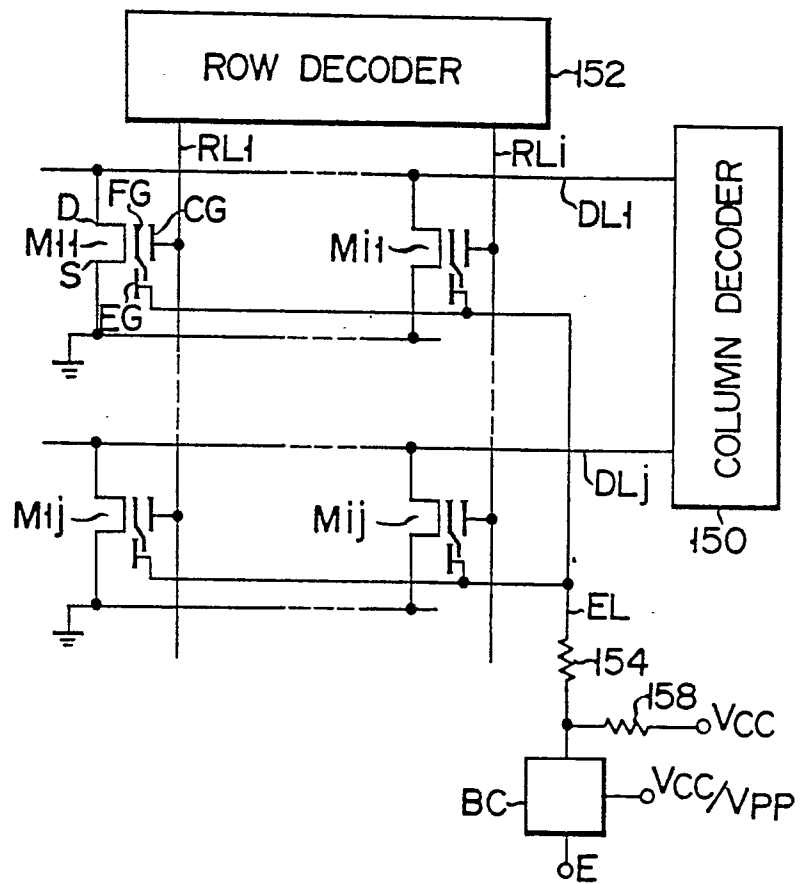 ROW DECODER
152
RL1
RLi
D
FG
CG
M11
S
EG
Mi1
DL1
COLUMN DECODER
150
M1j
Mij
DLj
EL
154
158
VCC
BC
VCC/VPP
E